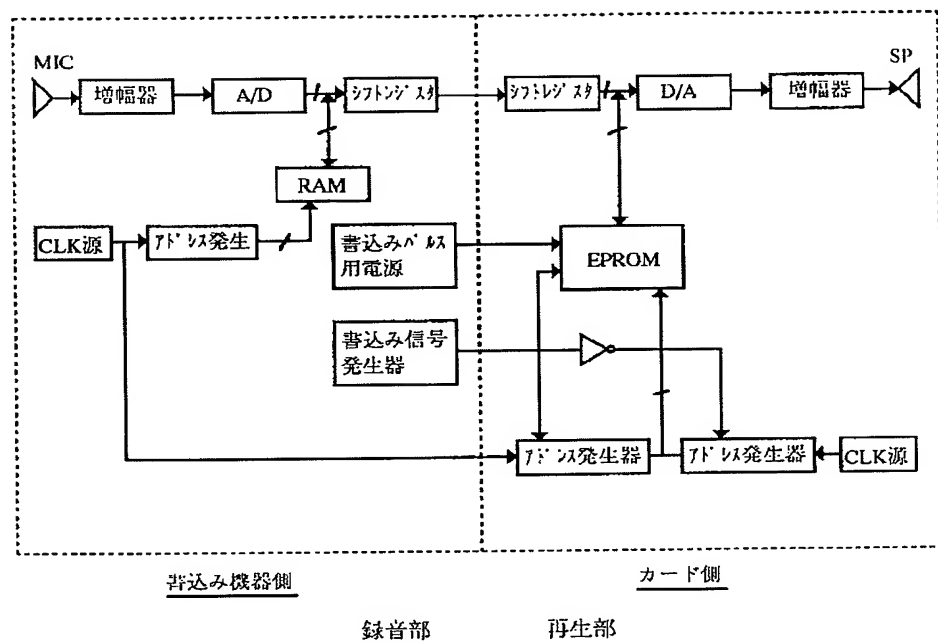 MIC
SP
増幅器
A/D
シフトンジスタ
シフトレジスタ
D/A
増幅器
RAM
CLK源
アドレス発生
書込みパルス
用電源
EPROM
書込み信号
発生器
アドレス発生器
アドレス発生器
CLK源
書込み機器側
カード側
録音部
再生部